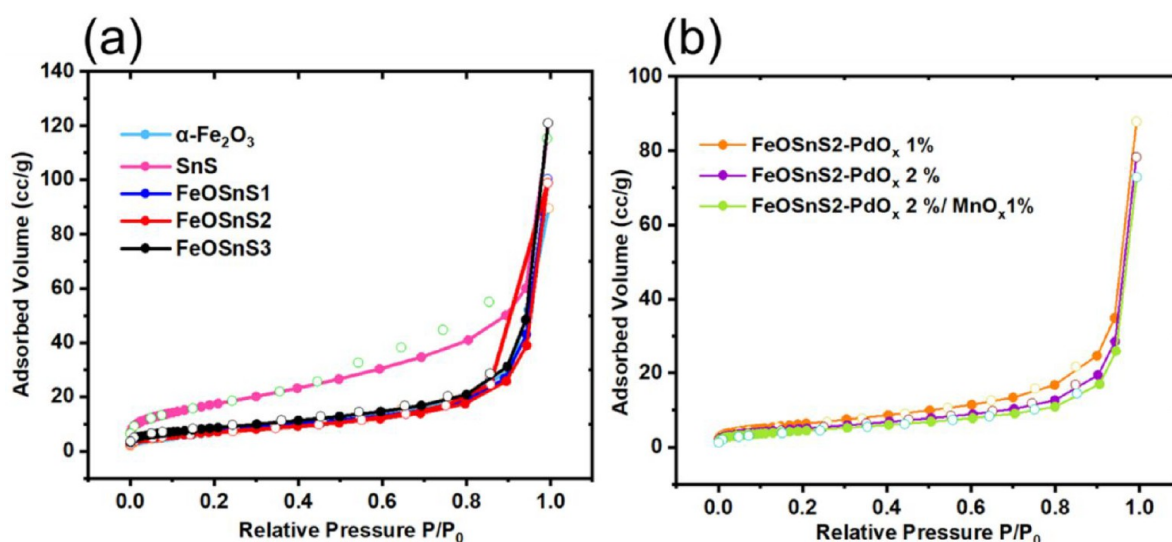 (a)
140
120
100
80
60
40
20
0
Adsorbed Volume (cc/g)
α-Fe₂O₃
SnS
FeOSnS1
FeOSnS2
FeOSnS3
0.0 0.2 0.4 0.6 0.8 1.0
Relative Pressure P/P₀
(b)
100
80
60
40
20
0
Adsorbed Volume (cc/g)
FeOSnS2-PdOₓ 1%
FeOSnS2-PdOₓ 2 %
FeOSnS2-PdOₓ 2 %/ MnOₓ1%
0.0 0.2 0.4 0.6 0.8 1.0
Relative Pressure P/P₀